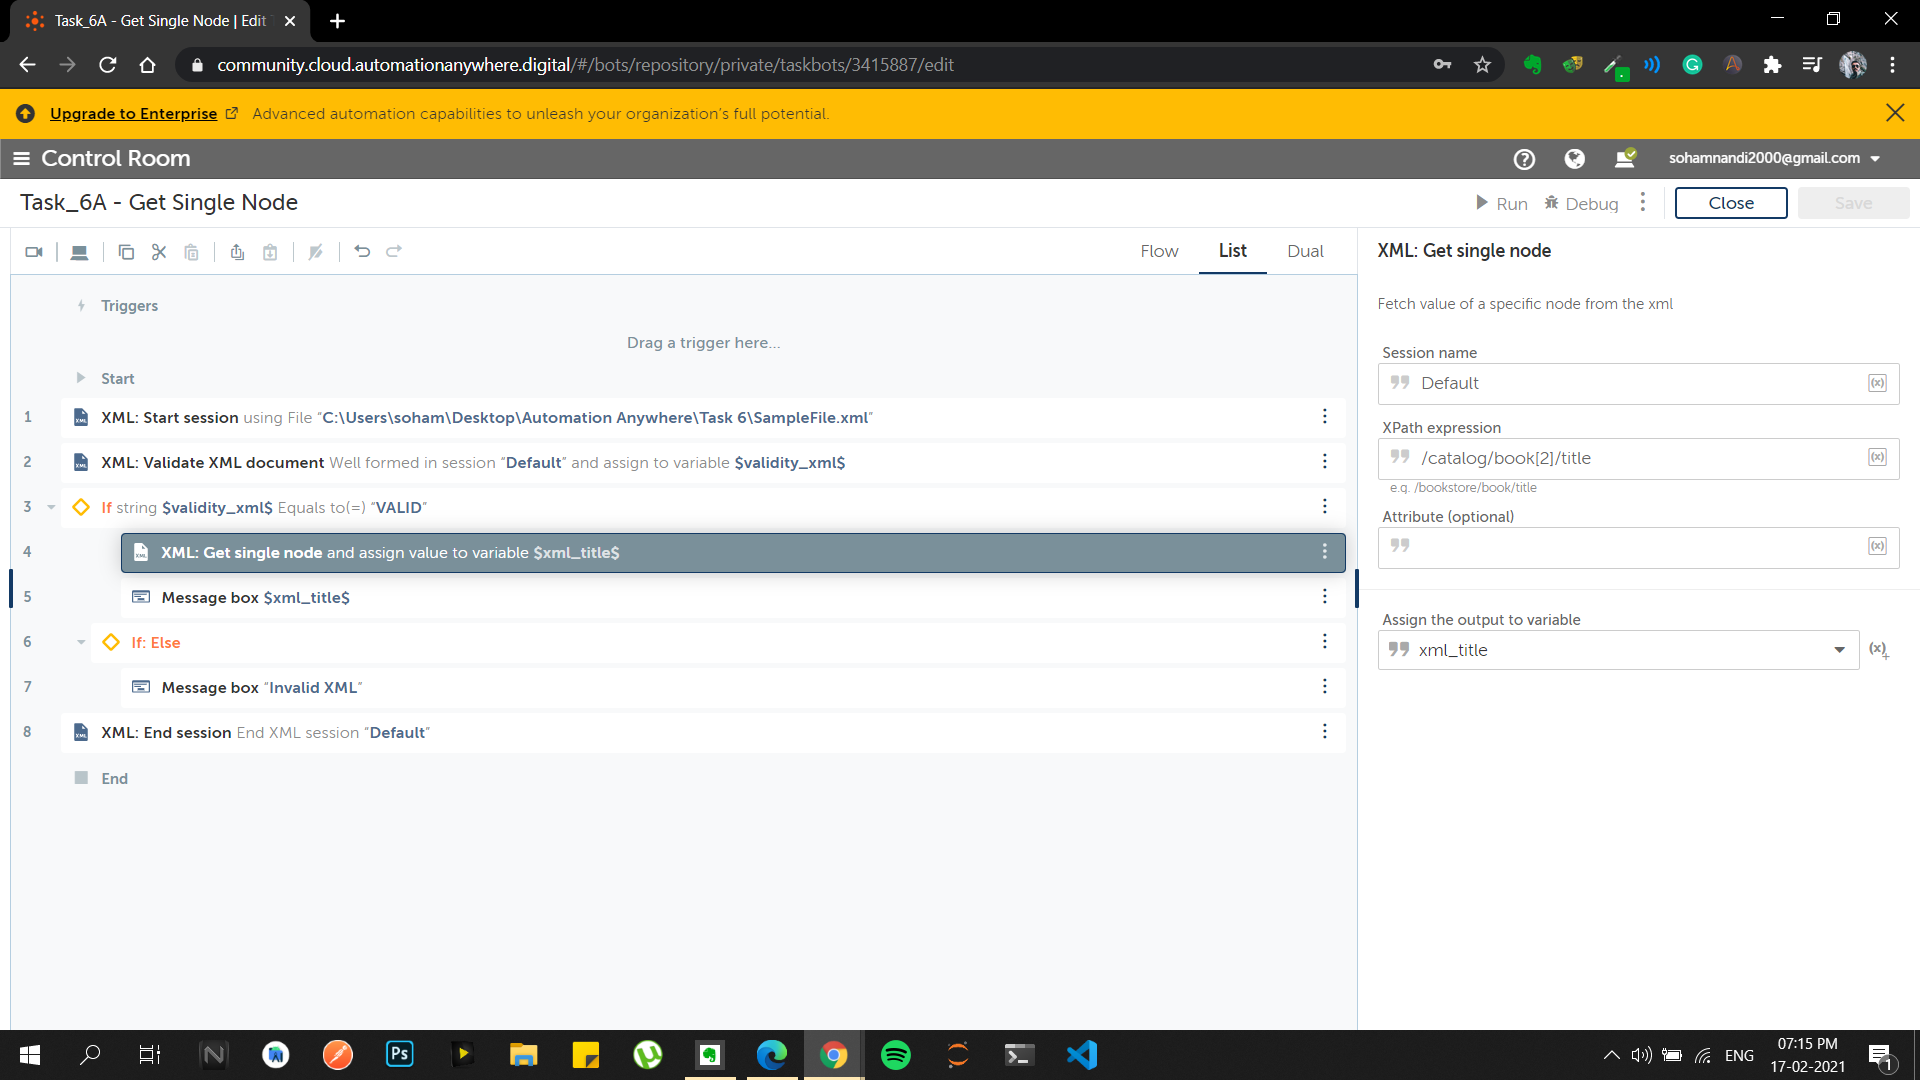 Task_6A - Get Single Node | Edit
community.cloud.automationanywhere.digital/#/bots/repository/private/taskbots/3415887/edit
Upgrade to Enterprise Advanced automation capabilities to unleash your organization's full potential.
Control Room
sohamnandi2000@gmail.com
Task_6A - Get Single Node
Run
Debug
Close
Save
Flow
List
Dual
Triggers
Drag a trigger here...
Start
1 XML: Start session using File “C:\Users\soham\Desktop\Automation Anywhere\Task 6\SampleFile.xml”
2 XML: Validate XML document Well formed in session “Default” and assign to variable $validity_xml$
3 If string $validity_xml$ Equals to(=) “VALID”
4 XML: Get single node and assign value to variable $xml_title$
5 Message box $xml_title$
6 If: Else
7 Message box “Invalid XML”
8 XML: End session End XML session “Default”
End
XML: Get single node
Fetch value of a specific node from the xml
Session name
Default
(x)
XPath expression
/catalog/book[2]/title
(x)
e.g. /bookstore/book/title
Attribute (optional)
(x)
Assign the output to variable
xml_title
(x)+
Ps
ENG
07:15 PM
17-02-2021
1